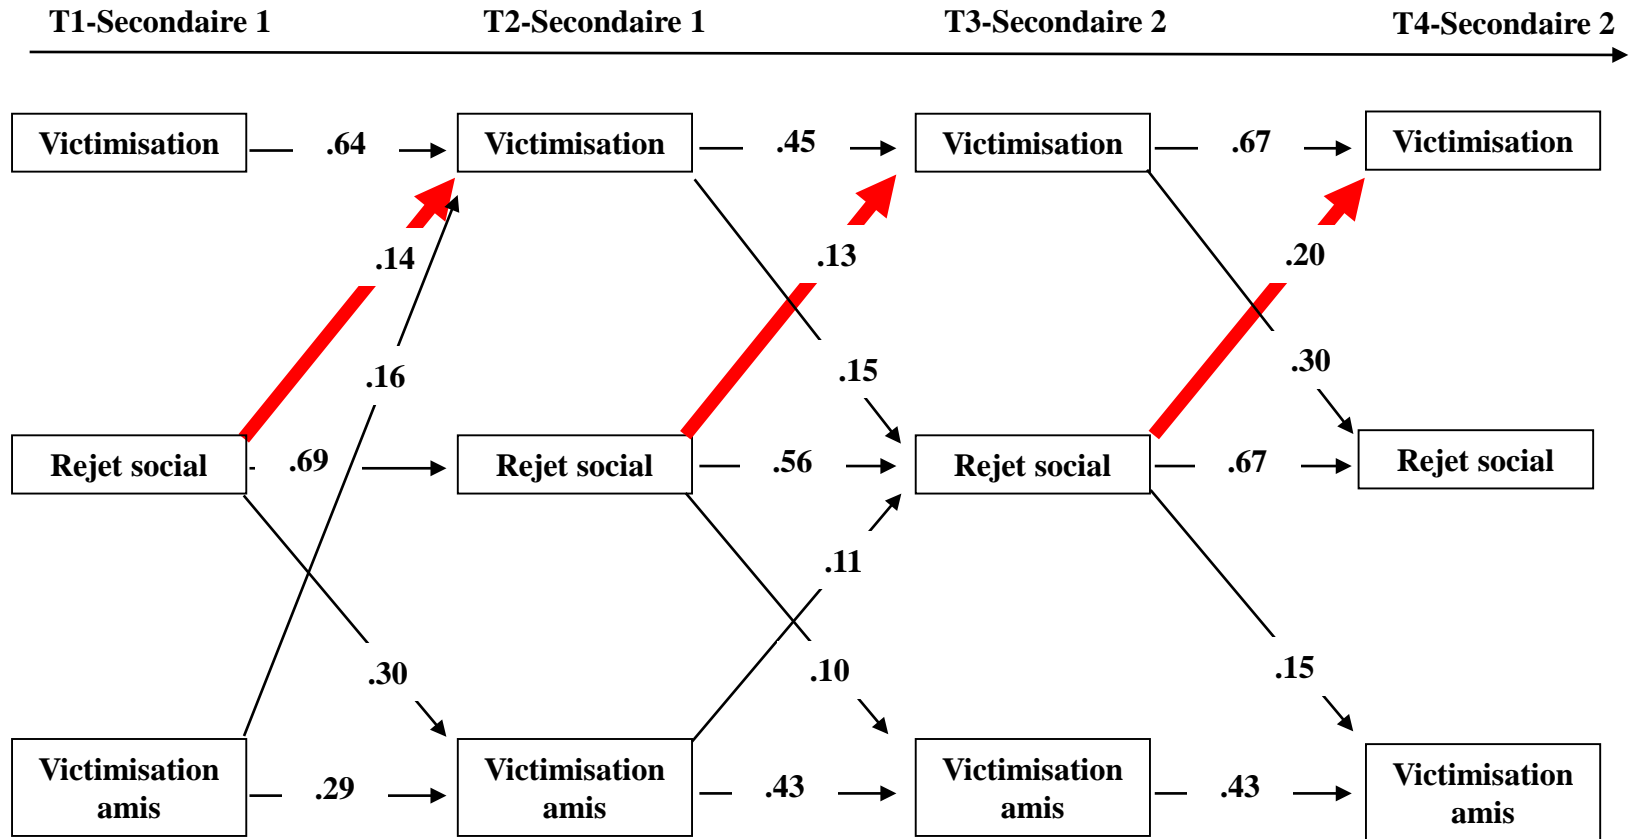 T1-Secondaire 1 T2-Secondaire 1 T3-Secondaire 2 T4-Secondaire 2
Victimisation .64 Victimisation .45 Victimisation .67 Victimisation
.14 .13 .20
.16 .15 .30
Rejet social .69 Rejet social .56 Rejet social .67 Rejet social
.11
.30 .10 .15
Victimisation amis .29 Victimisation amis .43 Victimisation amis .43 Victimisation amis